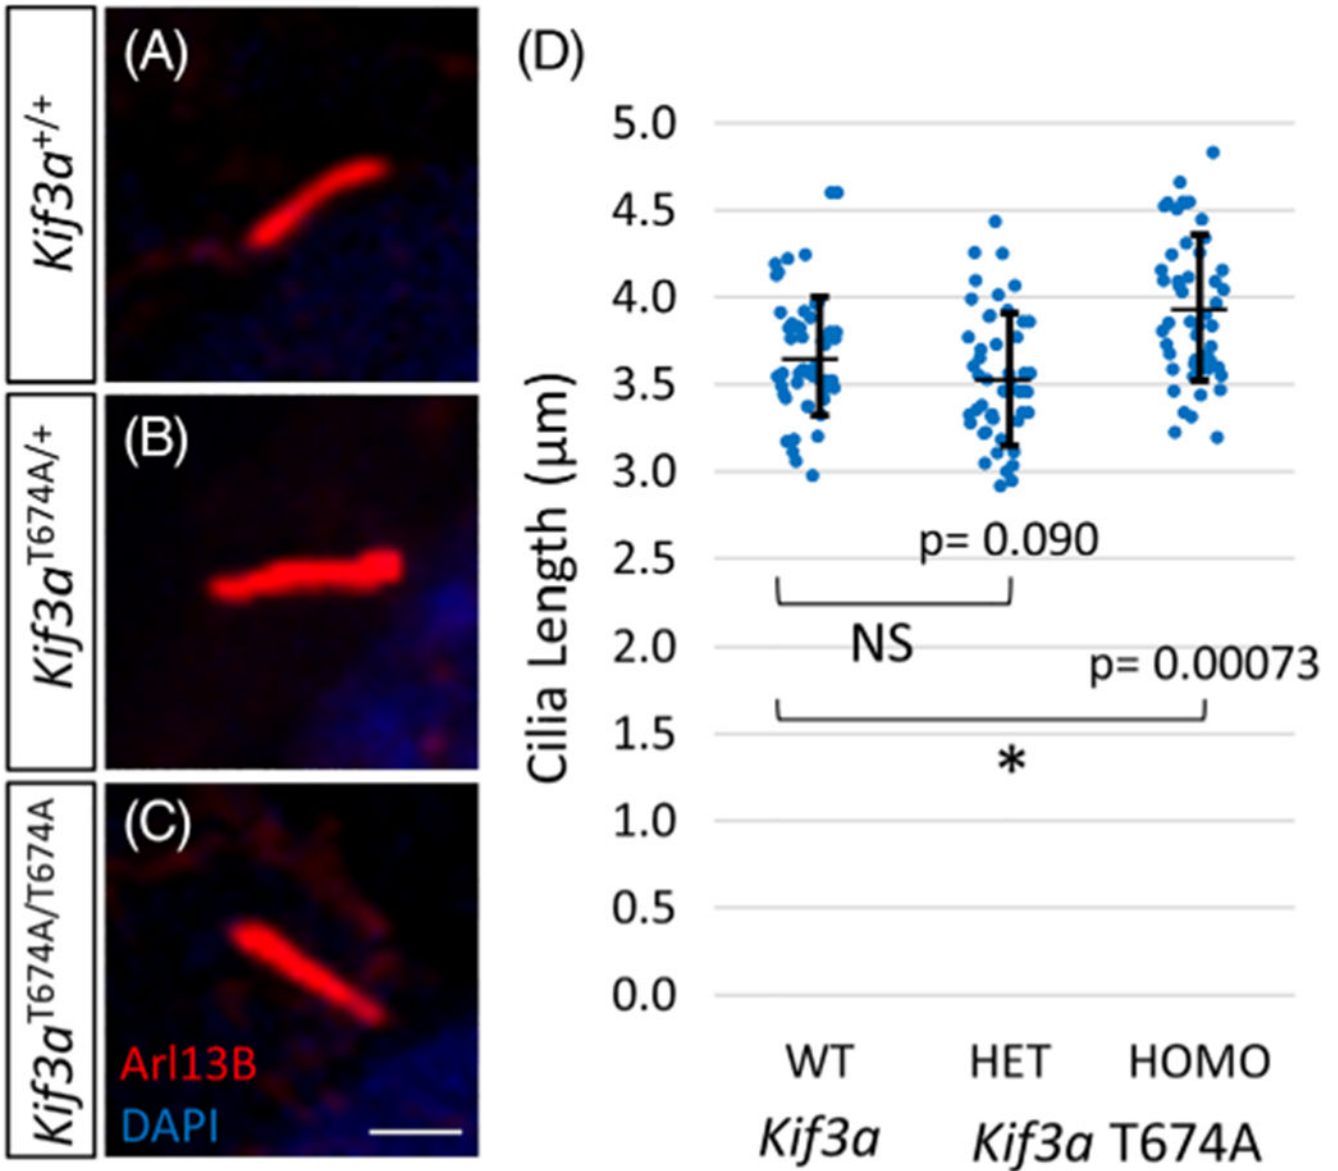 Kif3a+/+
(A)
Kif3aT674A/+
(B)
Kif3aT674A/T674A
(C)
Arl13B
DAPI
(D)
Cilia Length (μm)
5.0
4.5
4.0
3.5
3.0
2.5
2.0
1.5
1.0
0.5
0.0
p= 0.090
NS
p= 0.00073
*
WT HET HOMO
Kif3a Kif3a T674A